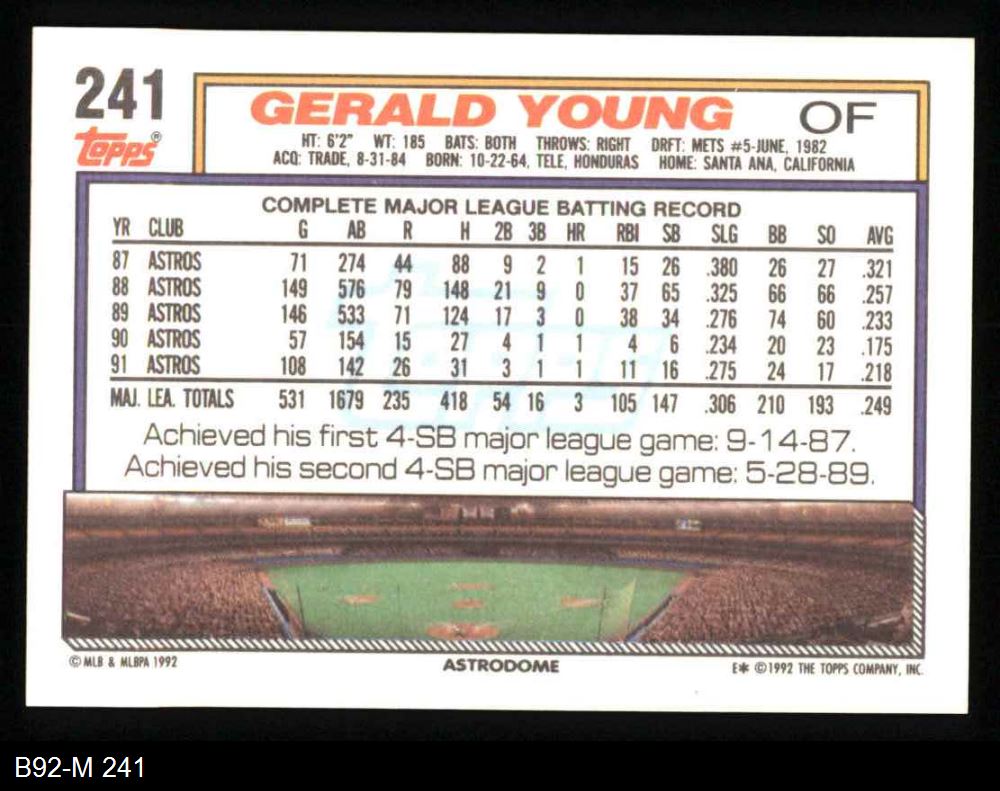 241
Topps®
GERALD YOUNG OF
HT: 6'2" WT: 185 BATS: BOTH THROWS: RIGHT DRFT: METS #5-JUNE, 1982
ACQ: TRADE, 8-31-84 BORN: 10-22-64, TELE, HONDURAS HOME: SANTA ANA, CALIFORNIA
COMPLETE MAJOR LEAGUE BATTING RECORD
YR CLUB G AB R H 2B 3B HR RBI SB SLG BB SO AVG
87 ASTROS 71 274 44 88 9 2 1 15 26 .380 26 27 .321
88 ASTROS 149 576 79 148 21 9 0 37 65 .325 66 66 .257
89 ASTROS 146 533 71 124 17 3 0 38 34 .276 74 60 .233
90 ASTROS 57 154 15 27 4 1 1 4 6 .234 20 23 .175
91 ASTROS 108 142 26 31 3 1 1 11 16 .275 24 17 .218
MAJ. LEA. TOTALS 531 1679 235 418 54 16 3 105 147 .306 210 193 .249
Achieved his first 4-SB major league game: 9-14-87.
Achieved his second 4-SB major league game: 5-28-89.
© MLB & MLBPA 1992 ASTRODOME E✱ ©1992 THE TOPPS COMPANY, INC.
B92-M 241